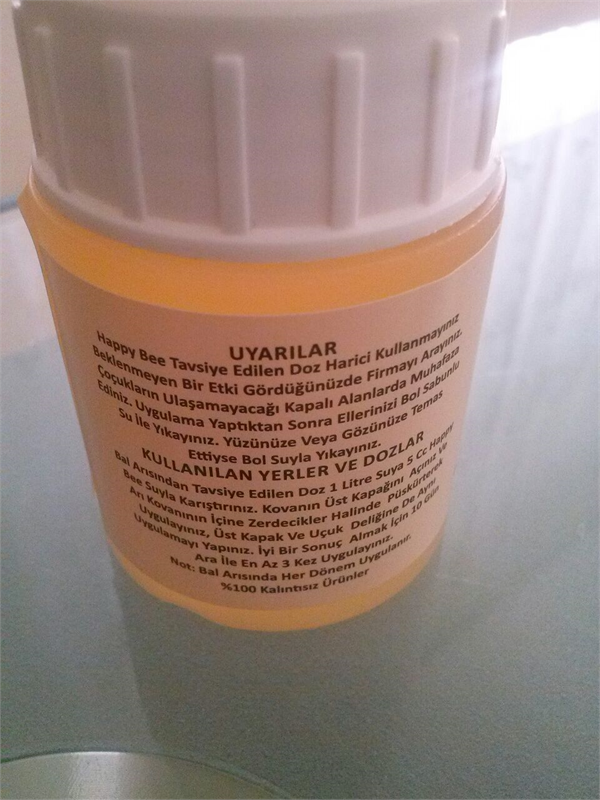 UYARILAR
Happy Bee Tavsiye Edilen Doz Harici Kullanmayınız
Beklenmeyen Bir Etki Gördüğünüzde Firmayı Arayınız.
Çoçukların Ulaşamayacağı Kapalı Alanlarda Muhafaza
Ediniz. Uygulama Yaptıktan Sonra Ellerinizi Bol Sabunlu
Su İle Yıkayınız. Yüzünüze Veya Gözünüze Temas
Ettiyse Bol Suyla Yıkayınız.
KULLANILAN YERLER VE DOZLAR
Bal Arısından Tavsiye Edilen Doz 1 Litre Suya 5 Cc Happy
Bee Suyla Karıştırınız. Kovanın Üst Kapağını Açınız Ve
Arı Kovanının İçine Zerdecikler Halinde Püskürterek
Uygulayınız, Üst Kapak Ve Uçuk Deliğine De Aynı
Uygulamayı Yapınız. İyi Bir Sonuç Almak İçin 10 Gün
Ara İle En Az 3 Kez Uygulayınız.
Not: Bal Arısında Her Dönem Uygulanır.
%100 Kalıntısız Ürünler